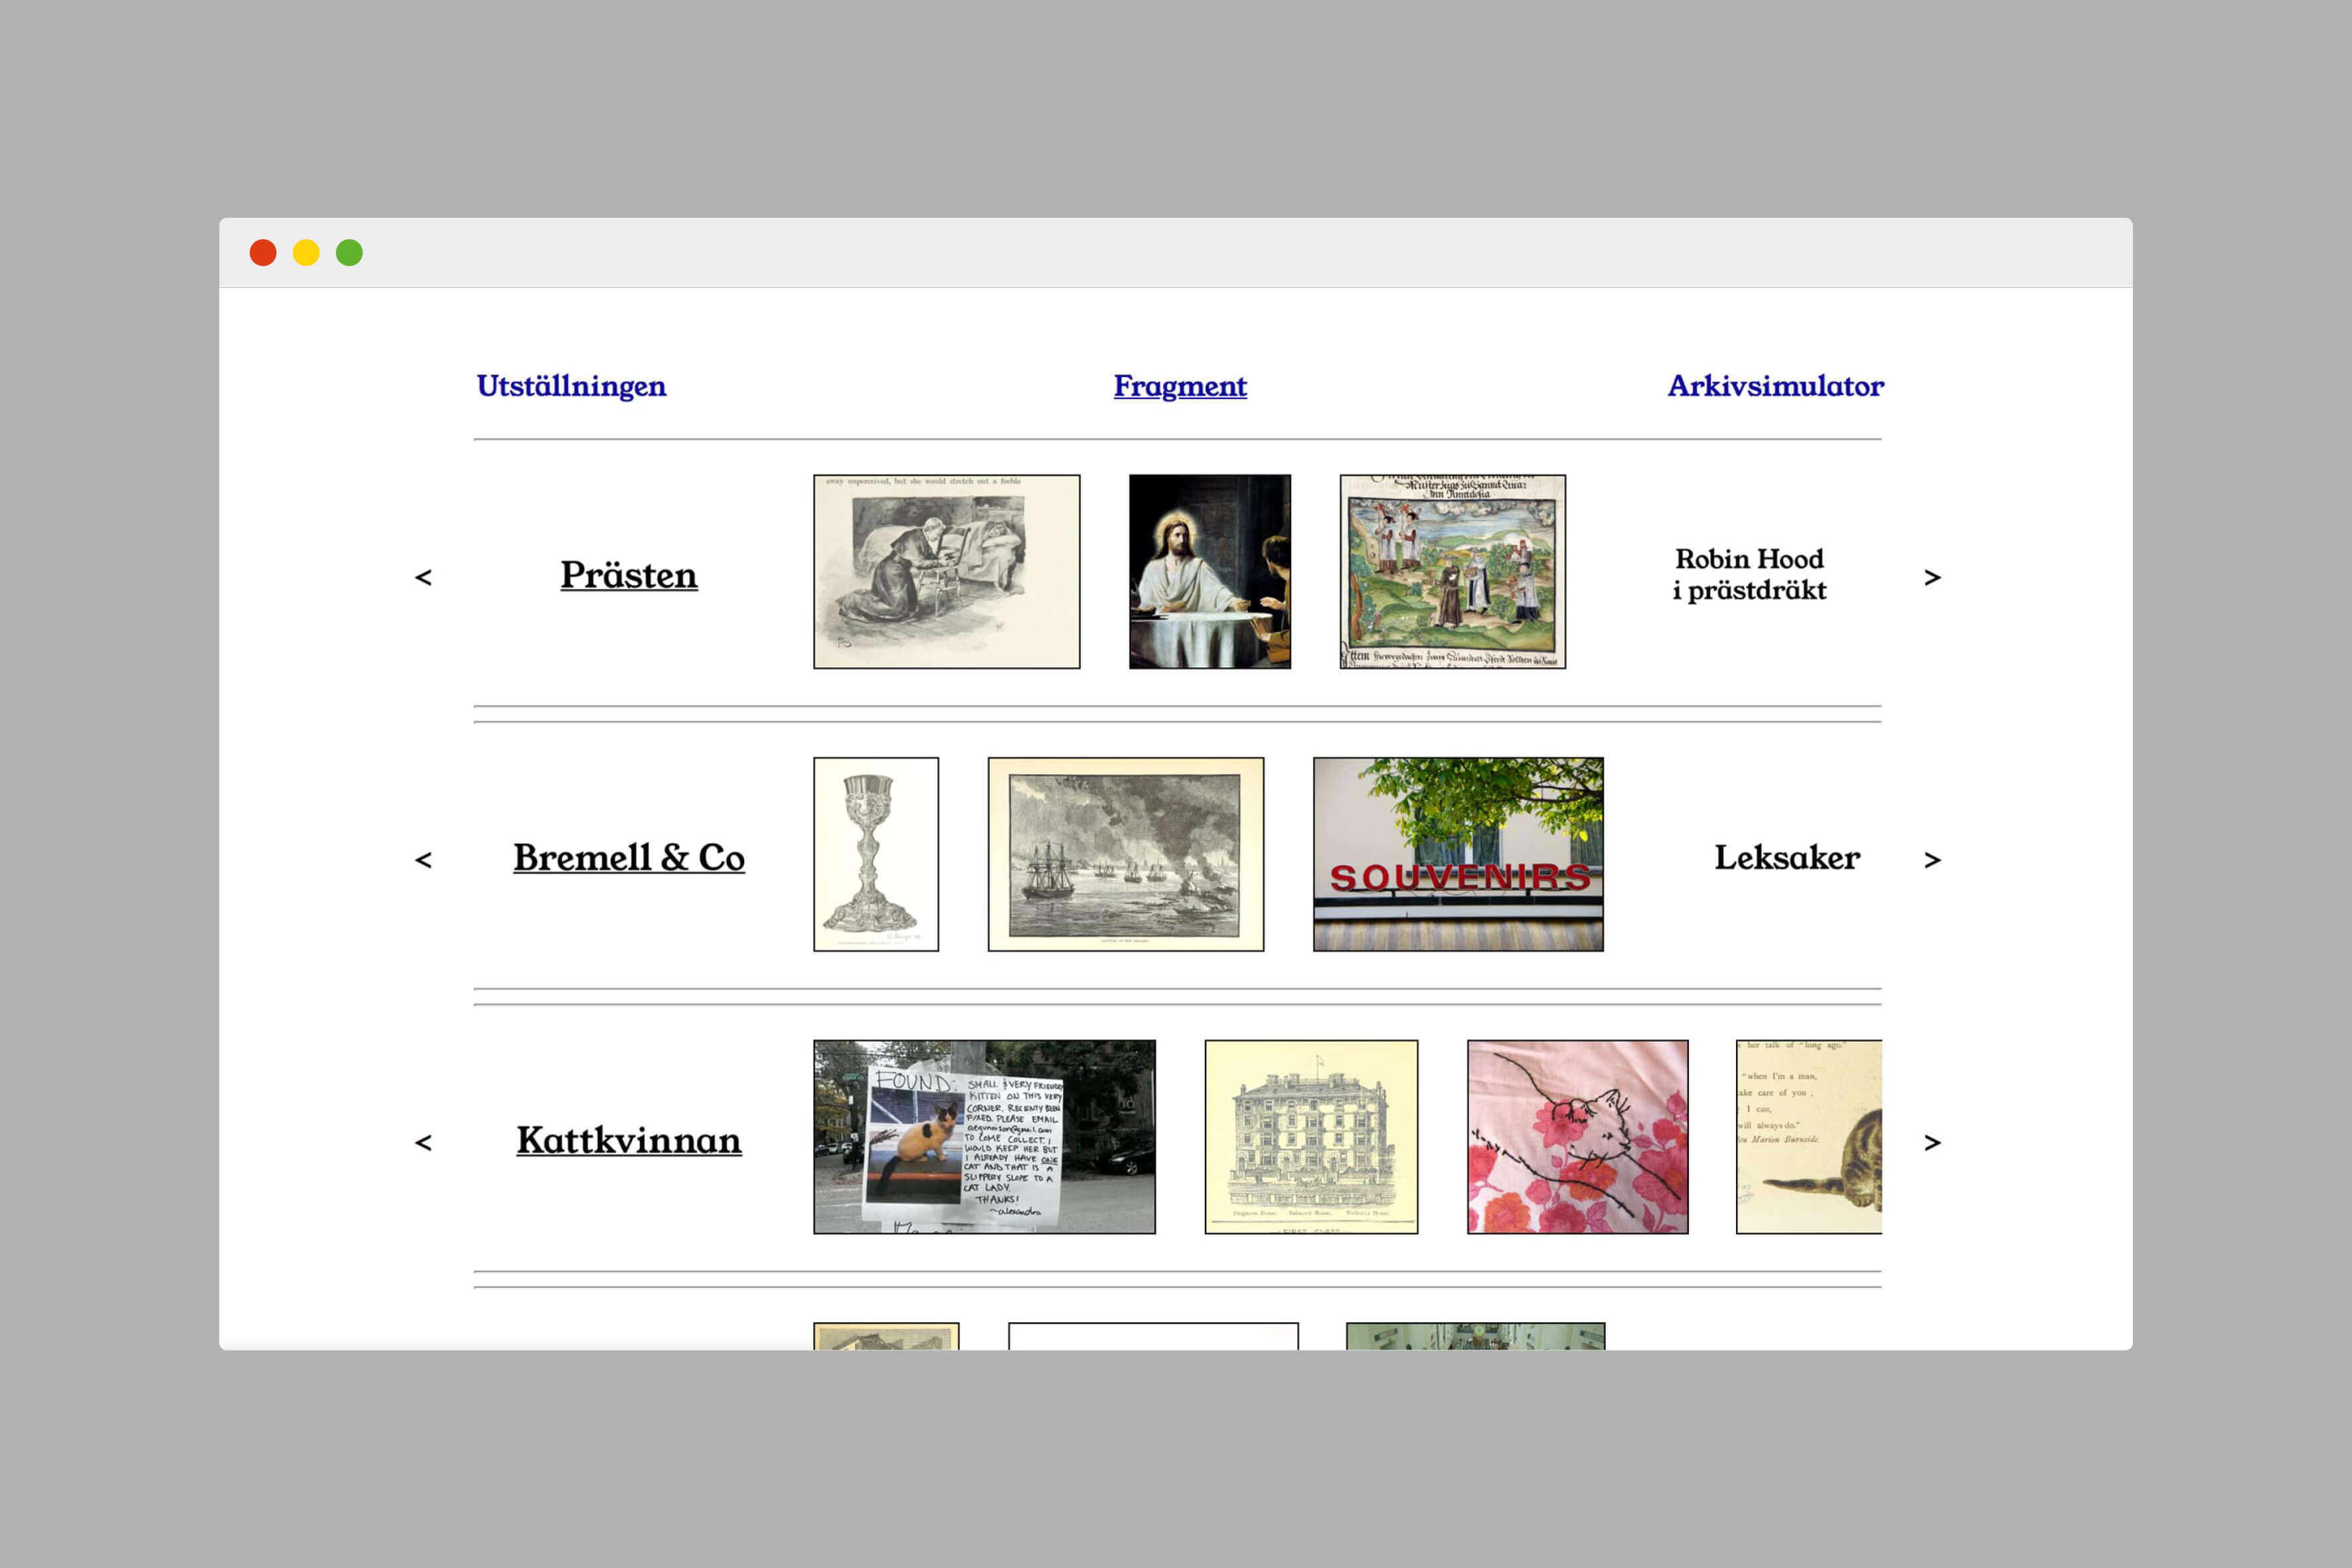 Utställningen
Fragment
Arkivsimulator
away unperceived, but she would stretch out a feeble
<
Prästen
Robin Hood
i prästdräkt
>
<
Bremell & Co
SOUVENIRS
Leksaker
>
<
Kattkvinnan
FOUND:
SMALL & VERY FRIENDLY
KITTEN ON THIS VERY
CORNER. RECENTY BEEN
FIXED. PLEASE EMAIL
TO COME COLLECT. I
WOULD KEEP HER BUT
I ALREADY HAVE ONE
CAT AND THAT IS A
SLIPPERY SLOPE TO A
CAT LADY.
THANKS!
~alexandra
her talk of "long ago."
"when I'm a man,
take care of you,
I can,
will always do."
Marion Burnside.
>